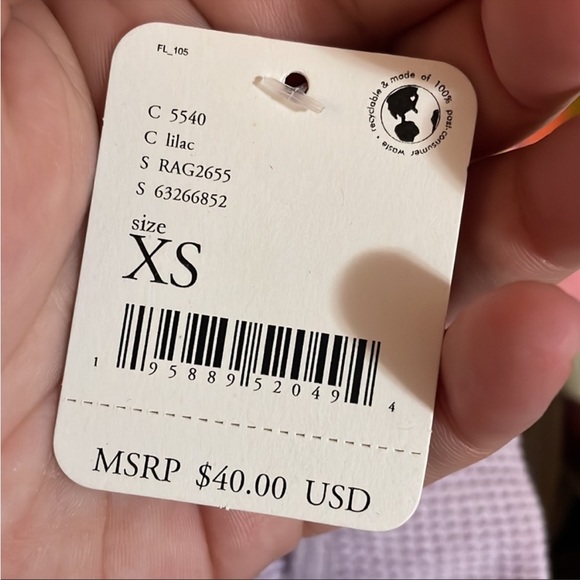 FL_105
recyclable & made of 100% post-consumer waste •
C 5540
C lilac
S RAG2655
S 63266852
size
XS
1 95889 52049 4
MSRP $40.00 USD